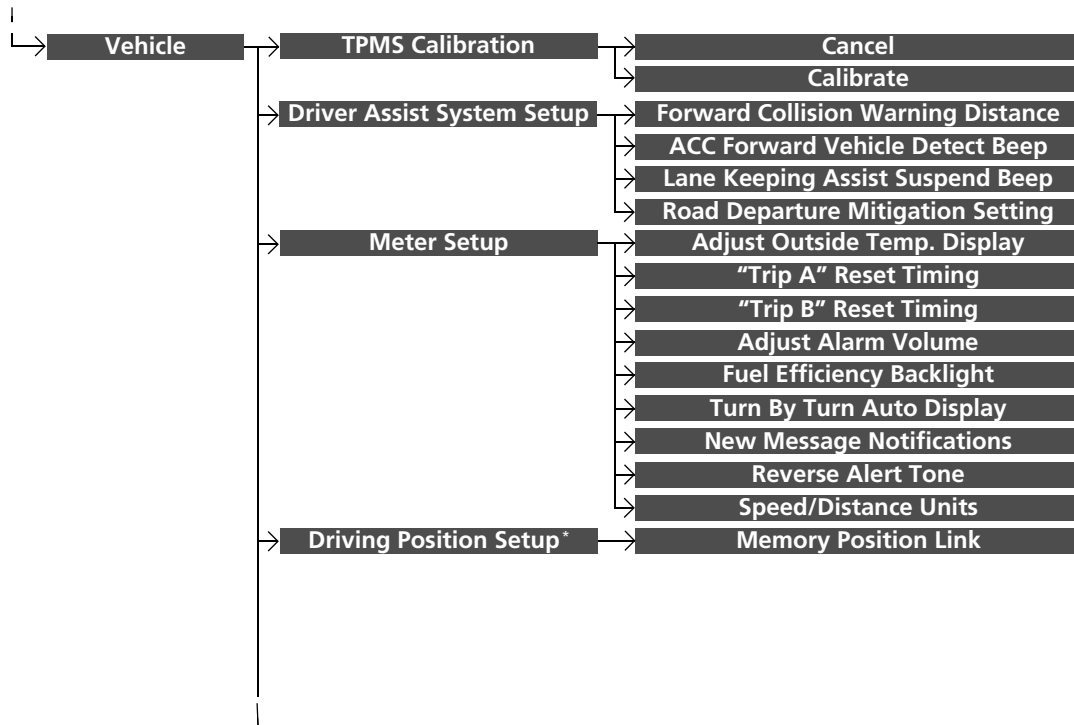 Vehicle
TPMS Calibration
Cancel
Calibrate
Driver Assist System Setup
Forward Collision Warning Distance
ACC Forward Vehicle Detect Beep
Lane Keeping Assist Suspend Beep
Road Departure Mitigation Setting
Meter Setup
Adjust Outside Temp. Display
“Trip A” Reset Timing
“Trip B” Reset Timing
Adjust Alarm Volume
Fuel Efficiency Backlight
Turn By Turn Auto Display
New Message Notifications
Reverse Alert Tone
Speed/Distance Units
Driving Position Setup*
Memory Position Link